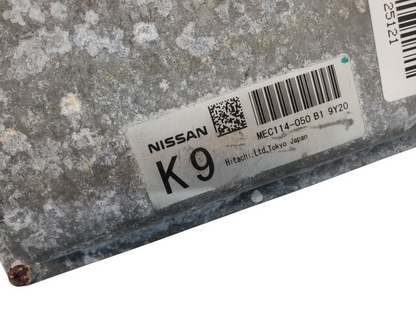 NISSAN
MEC114-050 B1 9Y20
K9
Hitachi,Ltd.Tokyo Japan
25121